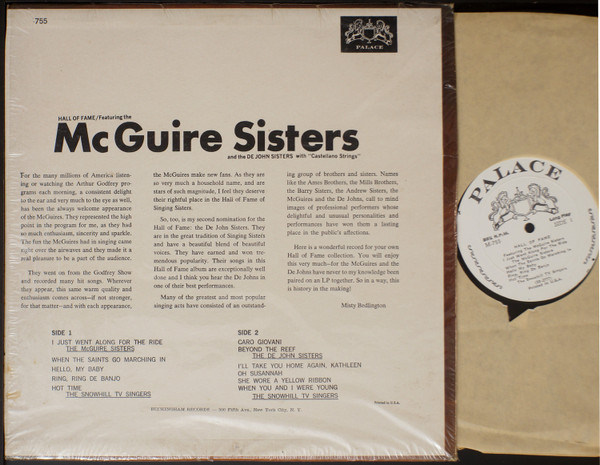 755
PALACE
HALL OF FAME/Featuring the
McGuire Sisters
and the DE JOHN SISTERS with "Castellano Strings"
For the many millions of America listen-
ing or watching the Arthur Godfrey pro-
grams each morning, a consistent delight
to the ear and very much to the eye as well,
has been the always welcome appearance
of the McGuires. They represented the high
point in the program for me, as they had
so much enthusiasm, sincerity and sparkle.
The fun the McGuires had in singing came
right over the airwaves and they made it a
real pleasure to be a part of the audience.
They went on from the Godfrey Show
and recorded many hit songs. Wherever
they appear, this same warm quality and
enthusiasm comes across—if not stronger,
for that matter—and with each appearance,
the McGuires make new fans. As they are
so very much a household name, and are
stars of such magnitude, I feel they deserve
their rightful place in the Hall of Fame of
Singing Sisters.
So, too, is my second nomination for the
Hall of Fame: the De John Sisters. They
are in the great tradition of Singing Sisters
and have a beautiful blend of beautiful
voices. They have earned and won tre-
mendous popularity. Their songs in this
Hall of Fame album are exceptionally well
done and I think you hear the De Johns in
one of their best performances.
Many of the greatest and most popular
singing acts have consisted of an outstand-
ing group of brothers and sisters. Names
like the Ames Brothers, the Mills Brothers,
the Barry Sisters, the Andrew Sisters, the
McGuires and the De Johns, call to mind
images of professional performers whose
delightful and unusual personalities and
performances have won them a lasting
place in the public's affections.
Here is a wonderful record for your own
Hall of Fame collection. You will enjoy
this very much—for the McGuires and the
De Johns have never to my knowledge been
paired on an LP together. So in a way, this
is history in the making!
Misty Bedlington
SIDE 1
I JUST WENT ALONG FOR THE RIDE
THE McGUIRE SISTERS
WHEN THE SAINTS GO MARCHING IN
HELLO, MY BABY
RING, RING DE BANJO
HOT TIME
THE SNOWHILL TV SINGERS
SIDE 2
CARO GIOVANI
BEYOND THE REEF
THE DE JOHN SISTERS
I'LL TAKE YOU HOME AGAIN, KATHLEEN
OH SUSANNAH
SHE WORE A YELLOW RIBBON
WHEN YOU AND I WERE YOUNG
THE SNOWHILL TV SINGERS
Printed in U.S.A.
BUCKINGHAM RECORDS — 500 Fifth Ave., New York City, N. Y.
PALACE
HALL OF FAME